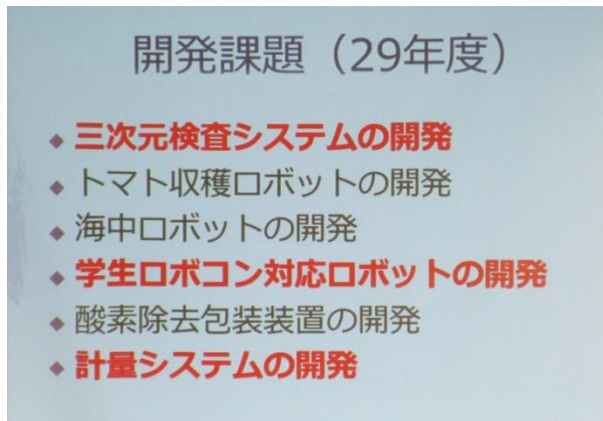 開発課題（29年度）
◆ 三次元検査システムの開発
◆ トマト収穫ロボットの開発
◆ 海中ロボットの開発
◆ 学生ロボコン対応ロボットの開発
◆ 酸素除去包装装置の開発
◆ 計量システムの開発